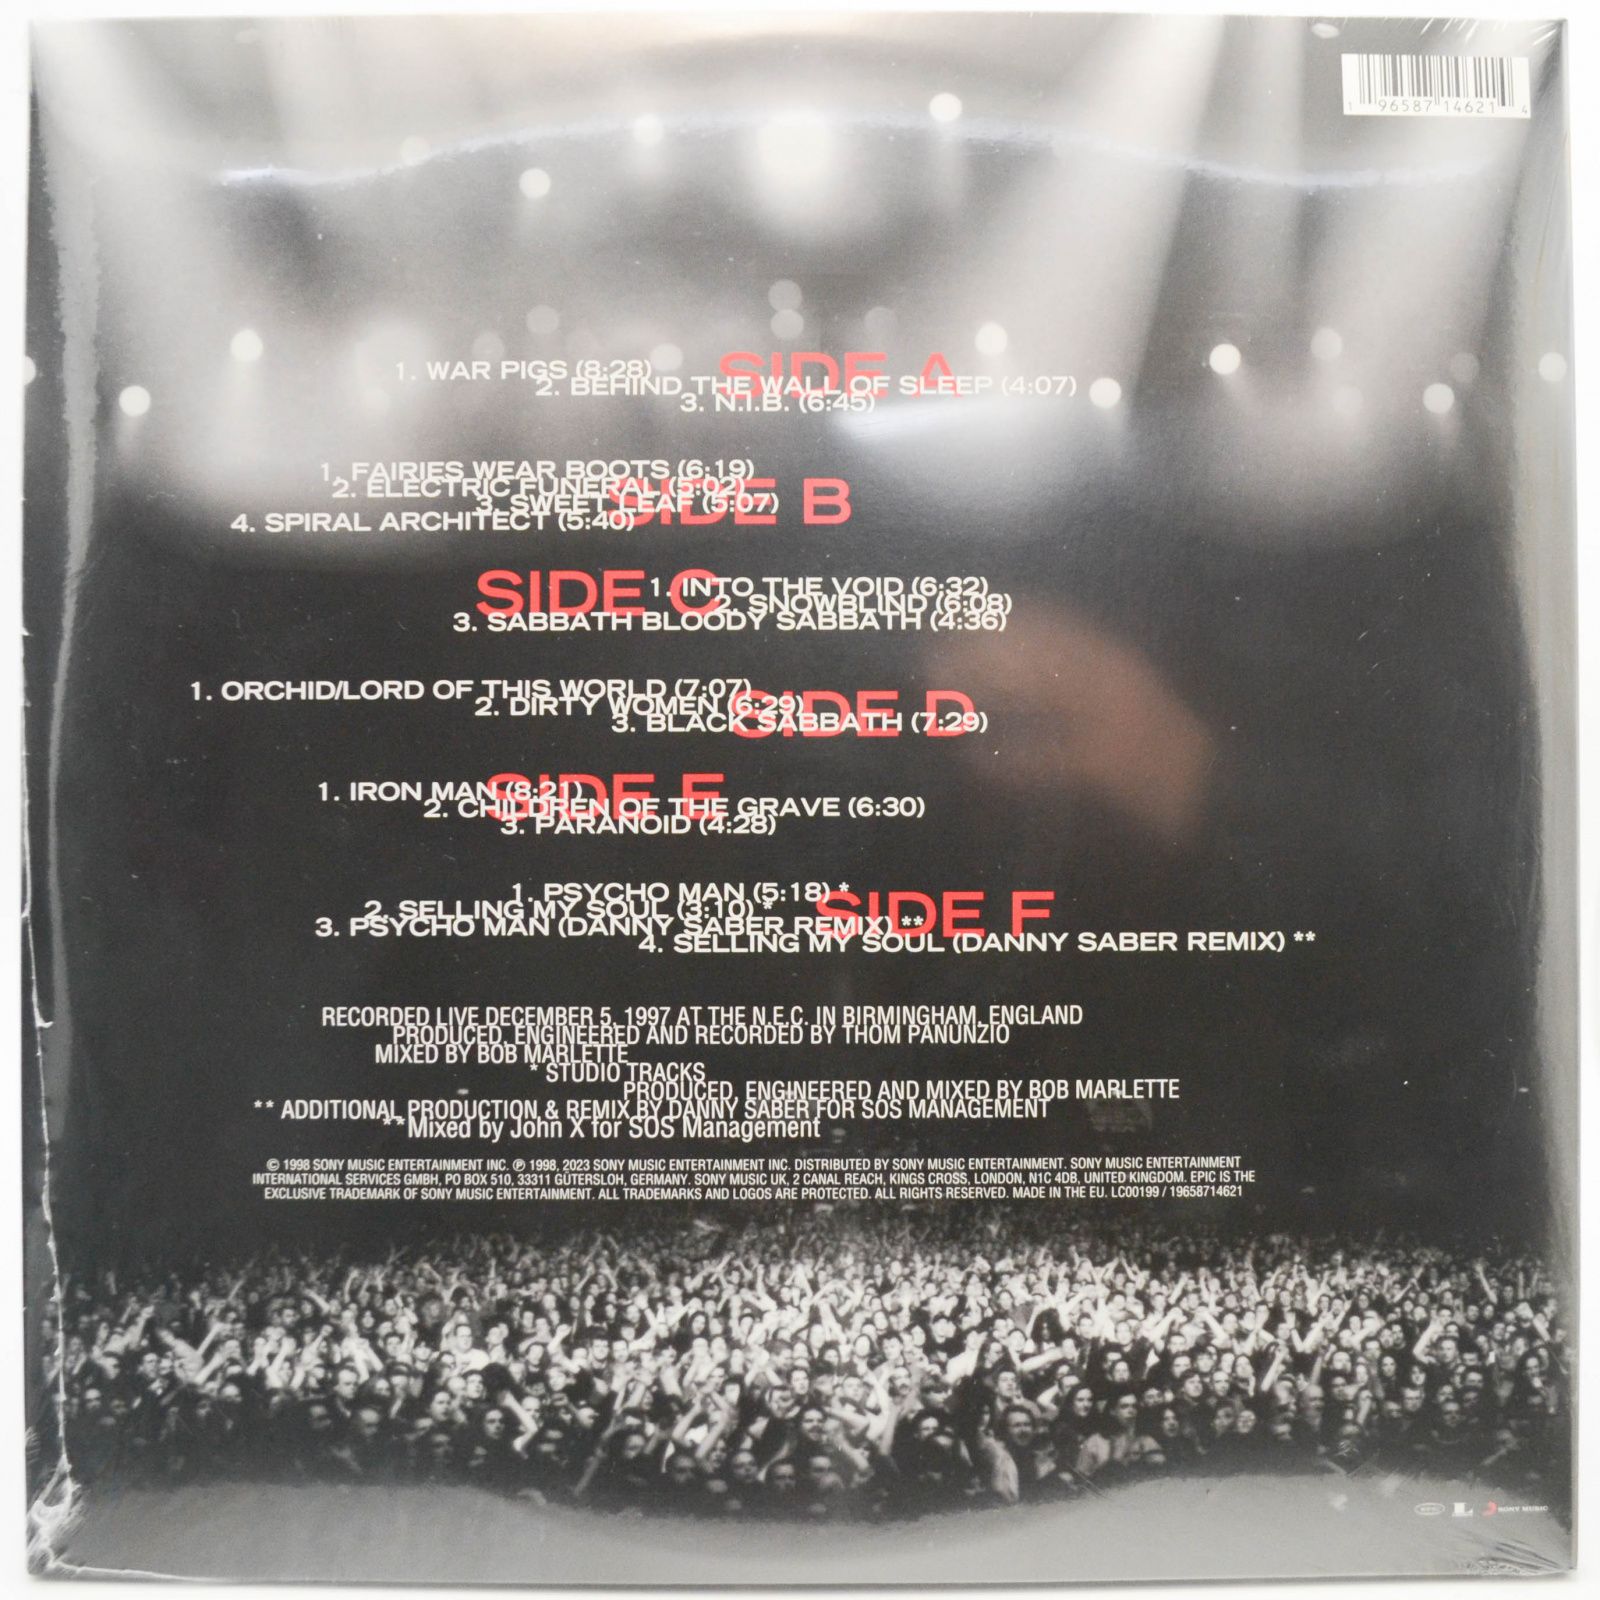 1 96587 14621 4
SIDE A
1. WAR PIGS (8:28)
2. BEHIND THE WALL OF SLEEP (4:07)
3. N.I.B. (6:45)
SIDE B
1. FAIRIES WEAR BOOTS (6:19)
2. ELECTRIC FUNERAL (5:02)
3. SWEET LEAF (5:07)
4. SPIRAL ARCHITECT (5:40)
SIDE C
1. INTO THE VOID (6:32)
2. SNOWBLIND (6:08)
3. SABBATH BLOODY SABBATH (4:36)
SIDE D
1. ORCHID/LORD OF THIS WORLD (7:07)
2. DIRTY WOMEN (6:29)
3. BLACK SABBATH (7:29)
SIDE E
1. IRON MAN (8:21)
2. CHILDREN OF THE GRAVE (6:30)
3. PARANOID (4:28)
SIDE F
1. PSYCHO MAN (5:18) *
2. SELLING MY SOUL (3:10) *
3. PSYCHO MAN (DANNY SABER REMIX) **
4. SELLING MY SOUL (DANNY SABER REMIX) **
RECORDED LIVE DECEMBER 5, 1997 AT THE N.E.C. IN BIRMINGHAM, ENGLAND
PRODUCED, ENGINEERED AND RECORDED BY THOM PANUNZIO
MIXED BY BOB MARLETTE
* STUDIO TRACKS
PRODUCED, ENGINEERED AND MIXED BY BOB MARLETTE
** ADDITIONAL PRODUCTION & REMIX BY DANNY SABER FOR SOS MANAGEMENT
**Mixed by John X for SOS Management
© 1998 SONY MUSIC ENTERTAINMENT INC. ℗ 1998, 2023 SONY MUSIC ENTERTAINMENT INC. DISTRIBUTED BY SONY MUSIC ENTERTAINMENT. SONY MUSIC ENTERTAINMENT
INTERNATIONAL SERVICES GMBH, PO BOX 510, 33311 GÜTERSLOH, GERMANY. SONY MUSIC UK, 2 CANAL REACH, KINGS CROSS, LONDON, N1C 4DB, UNITED KINGDOM. EPIC IS THE
EXCLUSIVE TRADEMARK OF SONY MUSIC ENTERTAINMENT. ALL TRADEMARKS AND LOGOS ARE PROTECTED. ALL RIGHTS RESERVED. MADE IN THE EU. LC00199 / 19658714621
epic L SONY MUSIC